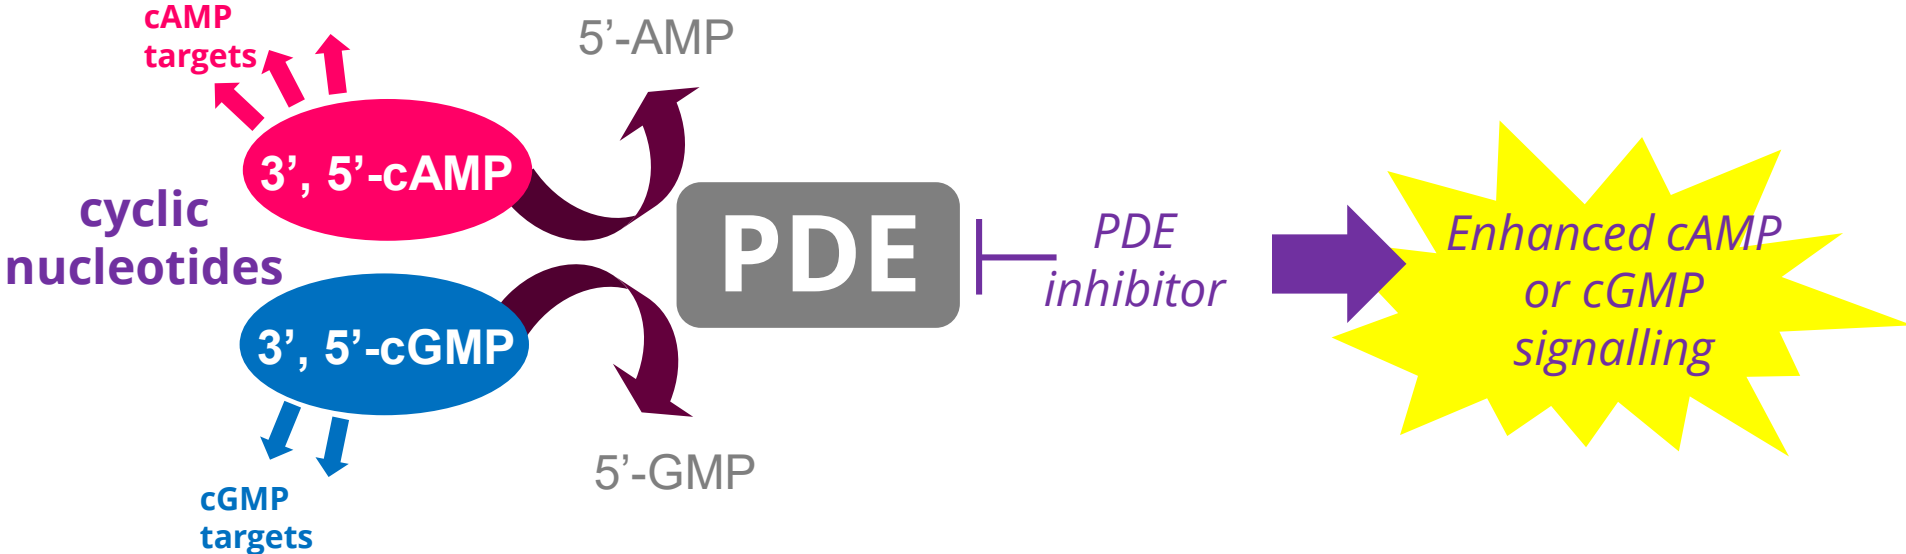 cAMP
targets
5’-AMP
3’, 5’-cAMP
cyclic
nucleotides
PDE
PDE
inhibitor
Enhanced cAMP
or cGMP
signalling
3’, 5’-cGMP
5’-GMP
cGMP
targets